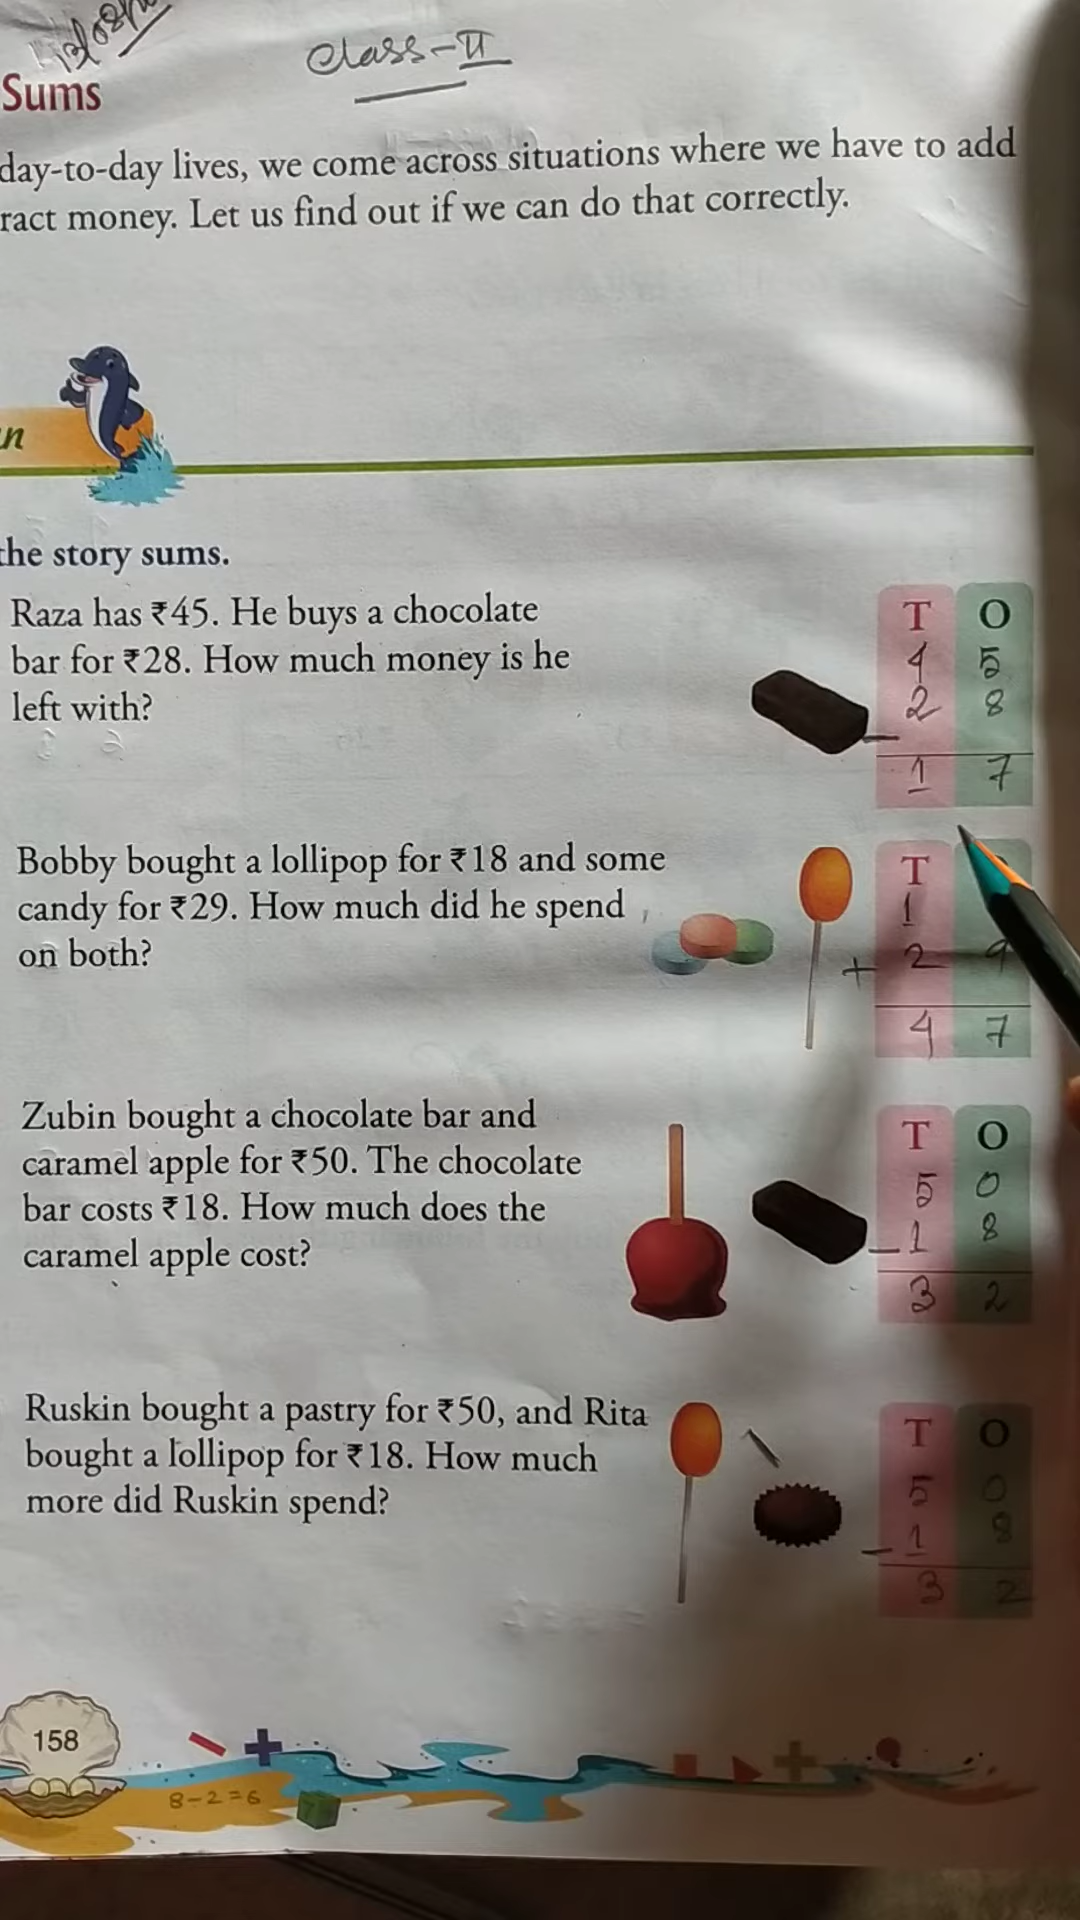 Class-II
Sums
day-to-day lives, we come across situations where we have to add
ract money. Let us find out if we can do that correctly.
the story sums.
Raza has ₹45. He buys a chocolate
bar for ₹28. How much money is he
left with?
T O
4 5
2 8
-
1 7
Bobby bought a lollipop for ₹18 and some
candy for ₹29. How much did he spend
on both?
T
1
+ 2 9
4 7
Zubin bought a chocolate bar and
caramel apple for ₹50. The chocolate
bar costs ₹18. How much does the
caramel apple cost?
T O
5 0
- 1 8
3 2
Ruskin bought a pastry for ₹50, and Rita
bought a lollipop for ₹18. How much
more did Ruskin spend?
T O
5 0
- 1 8
3 2
158
8-2=6